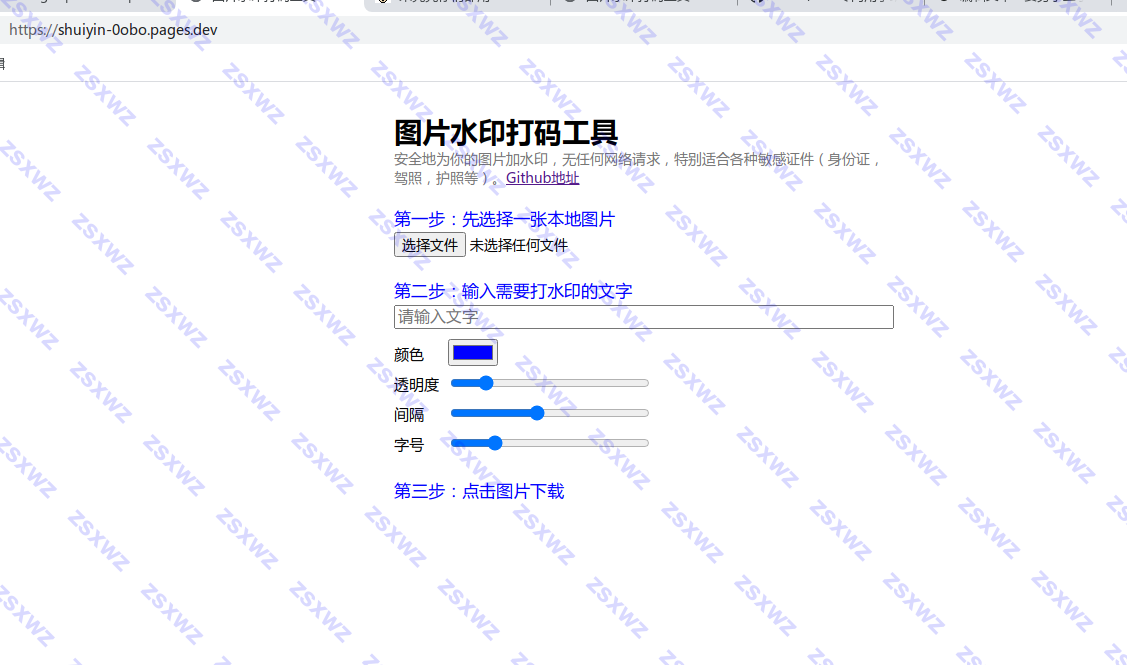 https://shuiyin-0obo.pages.dev
图片水印打码工具
安全地为你的图片加水印，无任何网络请求，特别适合各种敏感证件（身份证，
驾照，护照等）。Github地址
第一步：先选择一张本地图片
选择文件 未选择任何文件
第二步：输入需要打水印的文字
请输入文字
颜色
透明度
间隔
字号
第三步：点击图片下载
ZSXWZ